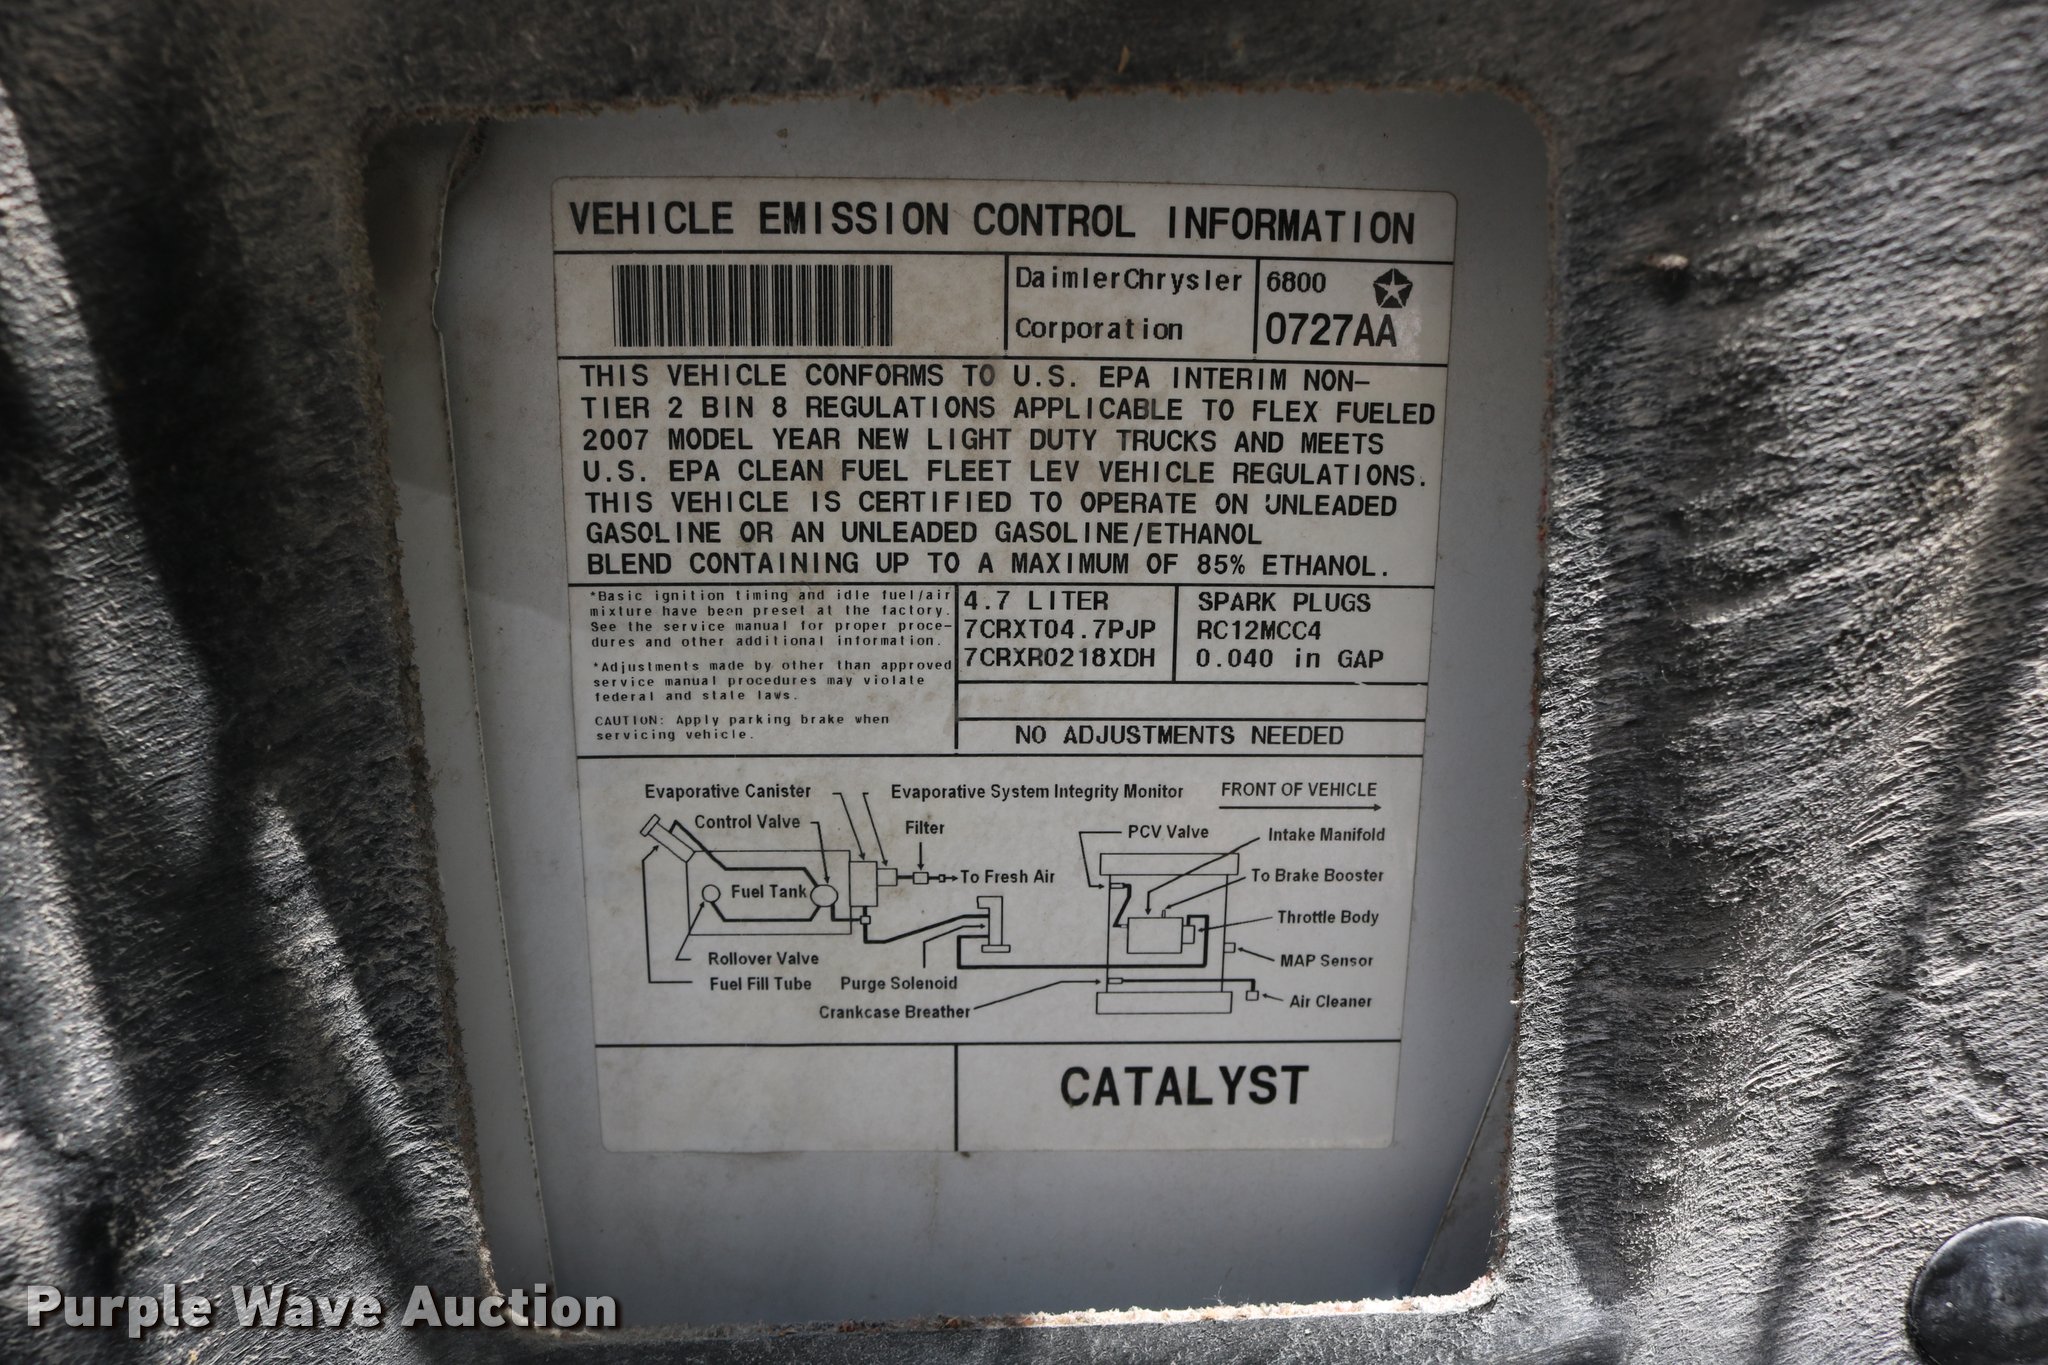 VEHICLE EMISSION CONTROL INFORMATION
DaimlerChrysler
Corporation
6800
0727AA
THIS VEHICLE CONFORMS TO U.S. EPA INTERIM NON-
TIER 2 BIN 8 REGULATIONS APPLICABLE TO FLEX FUELED
2007 MODEL YEAR NEW LIGHT DUTY TRUCKS AND MEETS
U.S. EPA CLEAN FUEL FLEET LEV VEHICLE REGULATIONS.
THIS VEHICLE IS CERTIFIED TO OPERATE ON UNLEADED
GASOLINE OR AN UNLEADED GASOLINE/ETHANOL
BLEND CONTAINING UP TO A MAXIMUM OF 85% ETHANOL.
*Basic ignition timing and idle fuel/air
mixture have been preset at the factory.
See the service manual for proper proce-
dures and other additional information.
*Adjustments made by other than approved
service manual procedures may violate
federal and state laws.
CAUTION: Apply parking brake when
servicing vehicle.
4.7 LITER
7CRXT04.7PJP
7CRXR0218XDH
SPARK PLUGS
RC12MCC4
0.040 in GAP
NO ADJUSTMENTS NEEDED
Evaporative Canister
Evaporative System Integrity Monitor
FRONT OF VEHICLE
Control Valve
Filter
PCV Valve
Intake Manifold
Fuel Tank
To Fresh Air
To Brake Booster
Throttle Body
Rollover Valve
MAP Sensor
Fuel Fill Tube
Purge Solenoid
Air Cleaner
Crankcase Breather
CATALYST
Purple Wave Auction